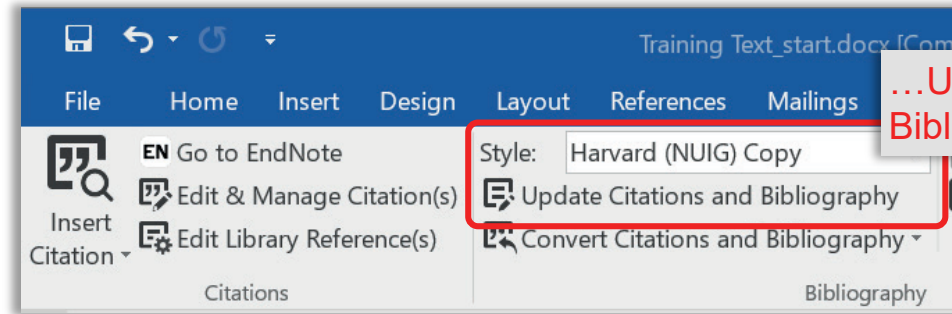 Training Text_start.docx [Com
…U
Bibl
File Home Insert Design Layout References Mailings
EN Go to EndNote
Edit & Manage Citation(s)
Edit Library Reference(s)
Insert
Citation
Citations
Style: Harvard (NUIG) Copy
Update Citations and Bibliography
Convert Citations and Bibliography
Bibliography